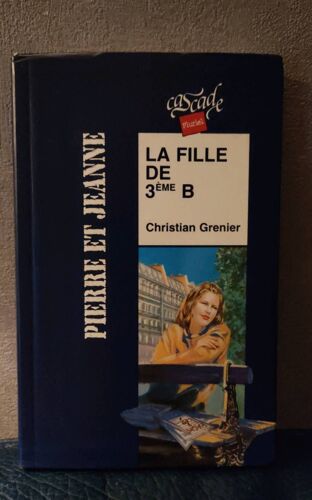 cascade
Pluriel
LA FILLE
DE
3ÈME B
Christian Grenier
PIERRE ET JEANNE